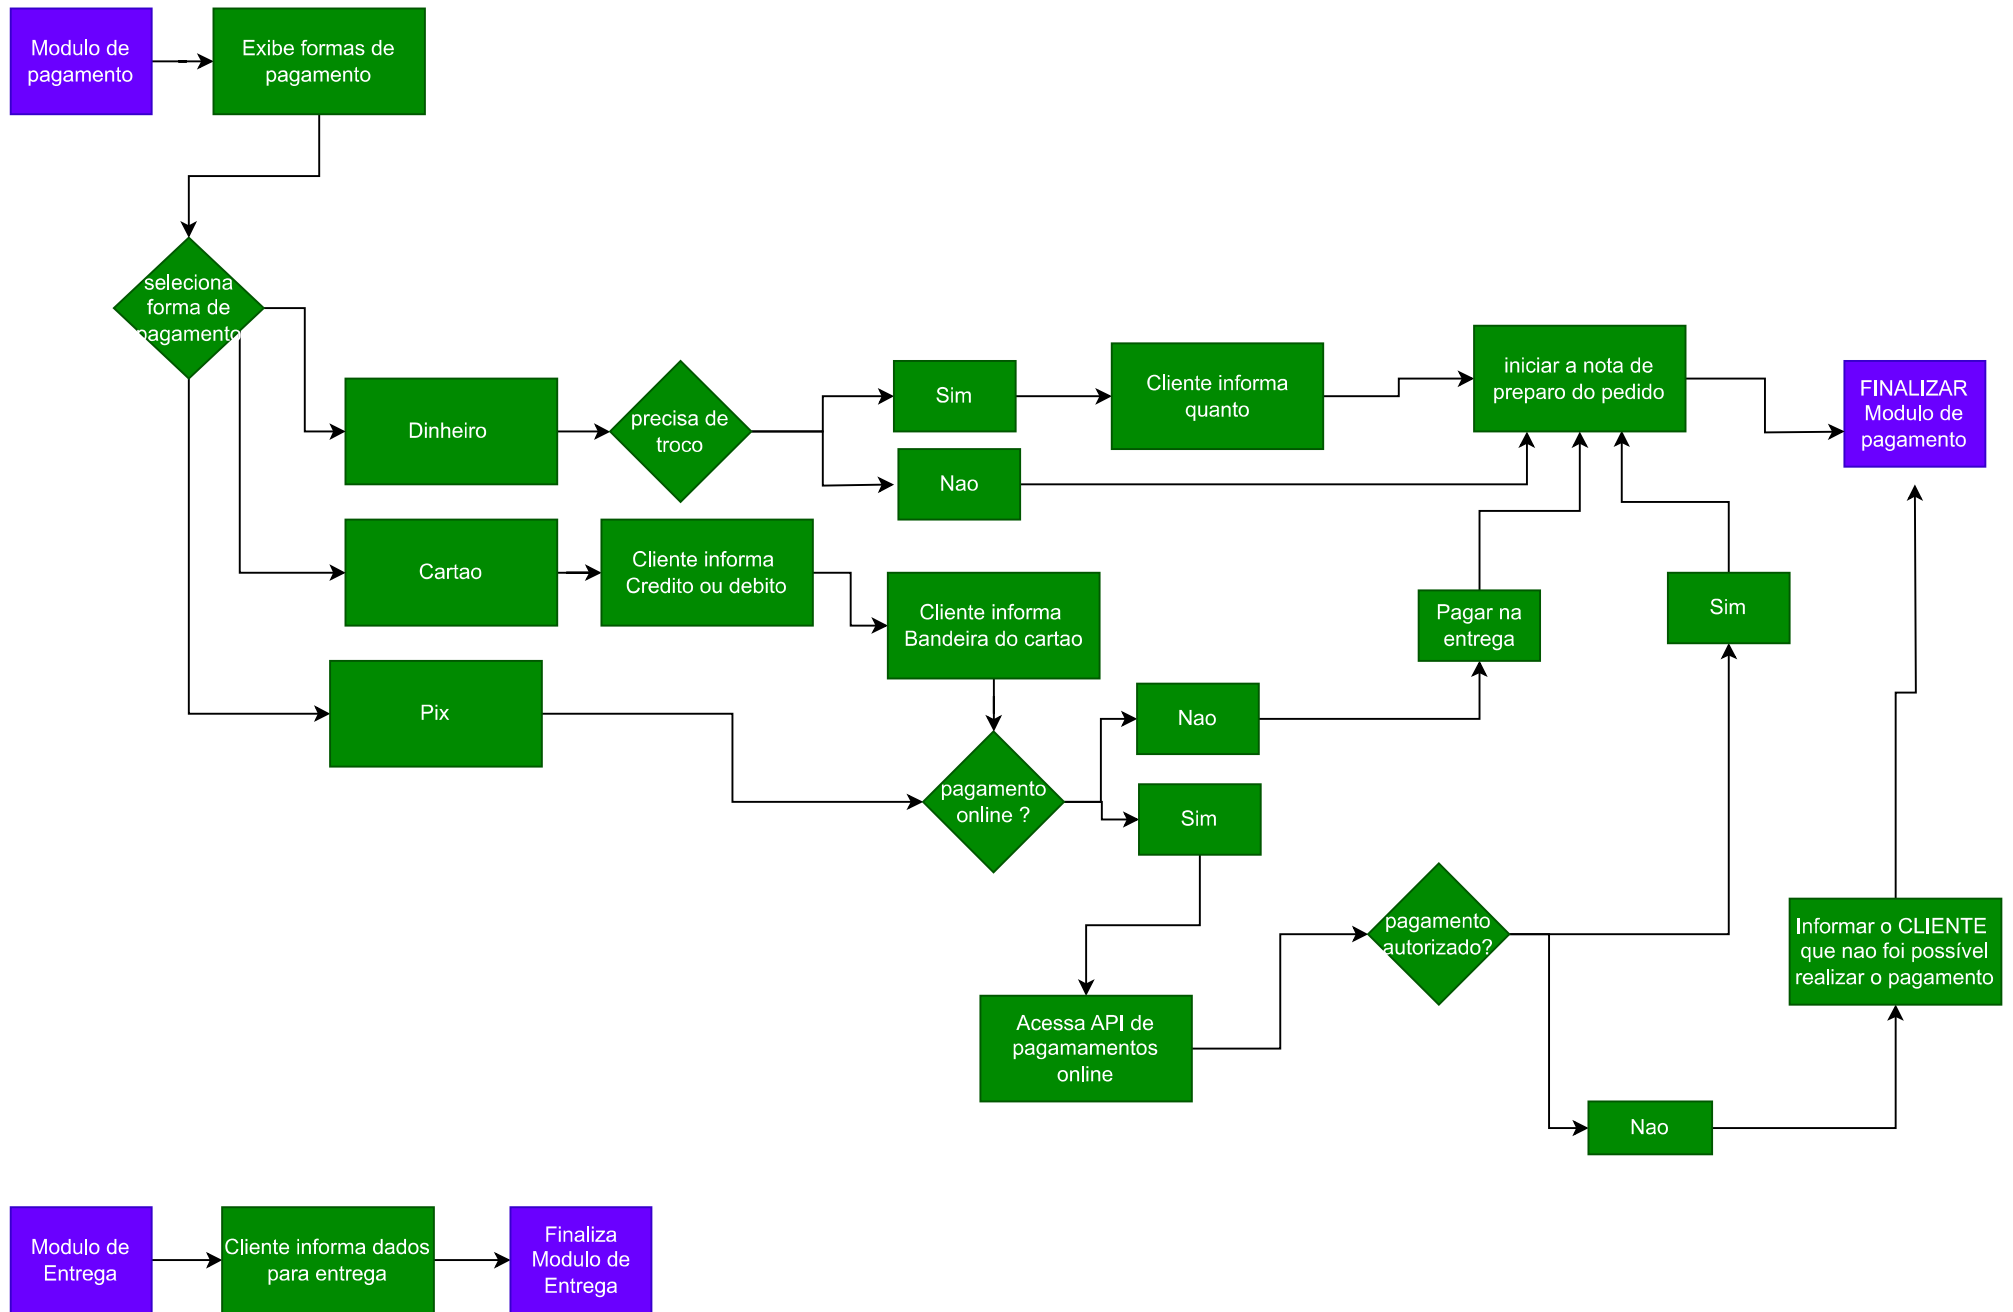 Modulo de
pagamento
Exibe formas de
pagamento
seleciona
forma de
pagamento
Dinheiro
precisa de
troco
Sim
Nao
Cliente informa
quanto
iniciar a nota de
preparo do pedido
FINALIZAR
Modulo de
pagamento
Cartao
Cliente informa
Credito ou debito
Cliente informa
Bandeira do cartao
Pagar na
entrega
Sim
Pix
Nao
pagamento
online ?
Sim
pagamento
autorizado?
Informar o CLIENTE
que nao foi possível
realizar o pagamento
Acessa API de
pagamamentos
online
Nao
Modulo de
Entrega
Cliente informa dados
para entrega
Finaliza
Modulo de
Entrega